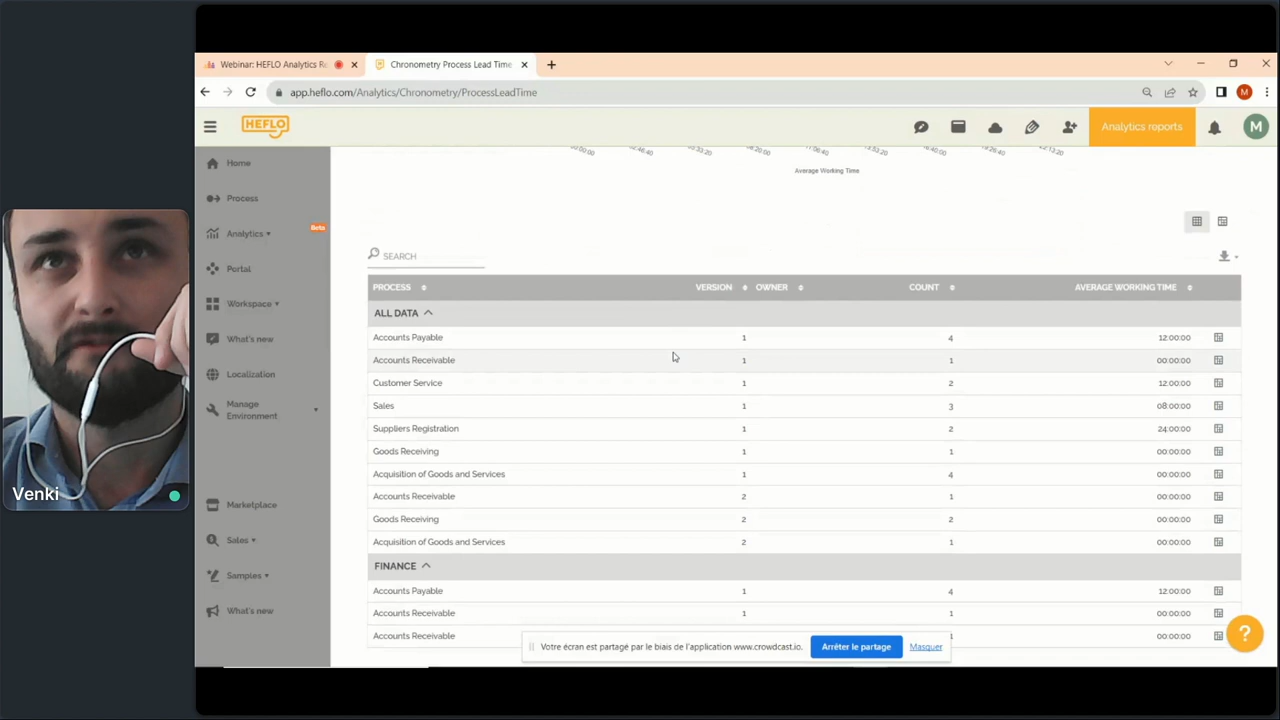 Webinar: HEFLO Analytics Re
Chronometry Process Lead Time
app.heflo.com/Analytics/Chronometry/ProcessLeadTime
M
HEFLO
Analytics reports
M
Home
Process
Analytics
Beta
Portal
Workspace
What's new
Localization
Manage
Environment
Marketplace
Sales
Samples
What's new
Average Working Time
SEARCH
PROCESS VERSION OWNER COUNT AVERAGE WORKING TIME
ALL DATA
Accounts Payable 1 4 12:00:00
Accounts Receivable 1 1 00:00:00
Customer Service 1 2 12:00:00
Sales 1 3 08:00:00
Suppliers Registration 1 2 24:00:00
Goods Receiving 1 1 00:00:00
Acquisition of Goods and Services 1 4 00:00:00
Accounts Receivable 2 1 00:00:00
Goods Receiving 2 2 00:00:00
Acquisition of Goods and Services 2 1 00:00:00
FINANCE
Accounts Payable 1 4 12:00:00
Accounts Receivable 1 1 00:00:00
Accounts Receivable 1 00:00:00
Votre écran est partagé par le biais de l'application www.crowdcast.io.
Arrêter le partage
Masquer
?
Venki